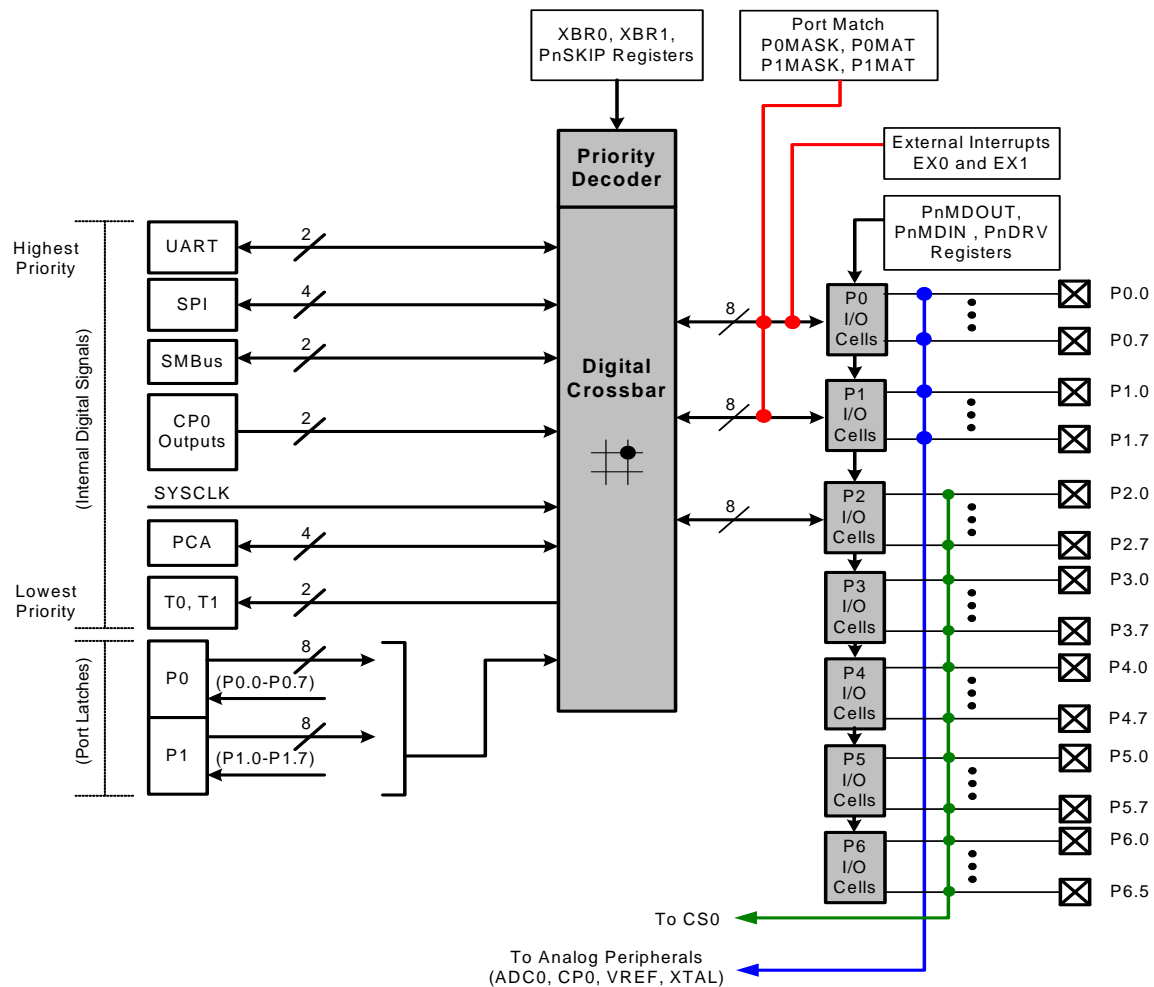 XBR0, XBR1,
PnSKIP Registers
Port Match
P0MASK, P0MAT
P1MASK, P1MAT
External Interrupts
EX0 and EX1
Priority
Decoder
PnMDOUT,
PnMDIN , PnDRV
Registers
Highest
Priority
(Internal Digital Signals)
Lowest
Priority
UART
2
SPI
4
SMBus
2
CP0
Outputs
2
SYSCLK
PCA
4
T0, T1
2
(Port Latches)
P0
8
(P0.0-P0.7)
P1
8
(P1.0-P1.7)
Digital
Crossbar
8
8
8
P0
I/O
Cells
P1
I/O
Cells
P2
I/O
Cells
P3
I/O
Cells
P4
I/O
Cells
P5
I/O
Cells
P6
I/O
Cells
P0.0
P0.7
P1.0
P1.7
P2.0
P2.7
P3.0
P3.7
P4.0
P4.7
P5.0
P5.7
P6.0
P6.5
To CS0
To Analog Peripherals
(ADC0, CP0, VREF, XTAL)